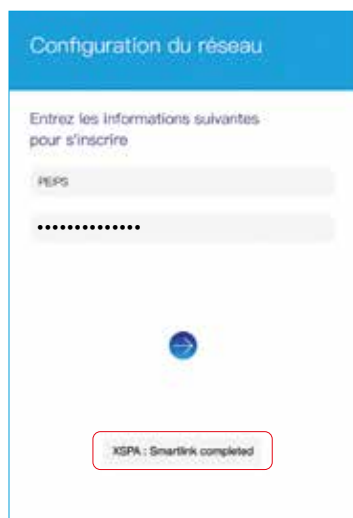 Configuration du réseau
Entrez les informations suivantes
pour s'inscrire
PEPS
••••••••••••••
XSPA : Smartlink completed